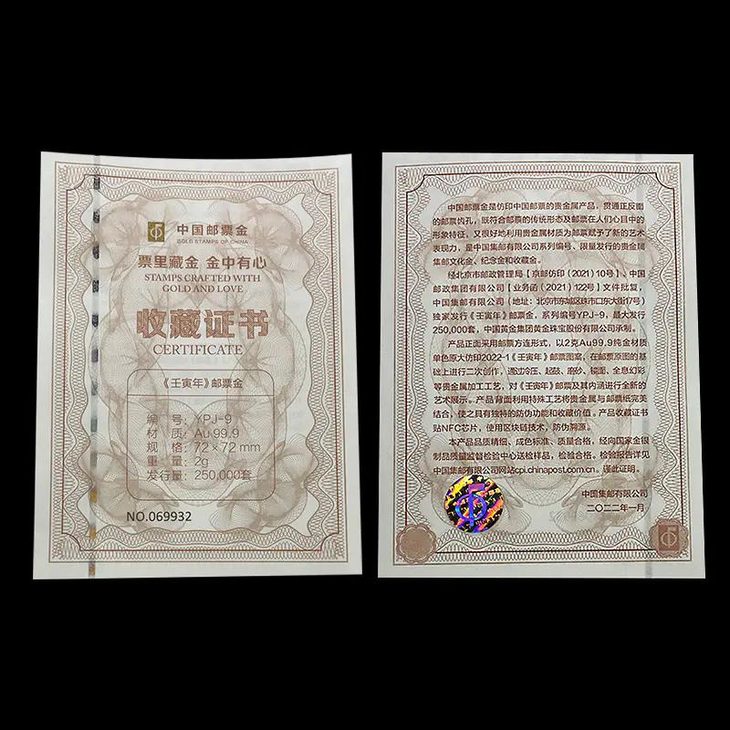 中国邮票金
GOLD STAMPS OF CHINA
票里藏金 金中有心
STAMPS CRAFTED WITH
GOLD AND LOVE
收藏证书
CERTIFICATE
《壬寅年》邮票金
编 号：YPJ-9
材 质：Au 99.9
规 格：72×72mm
重 量：2g
发行量：250,000套
NO.069932
中国邮票金是仿印中国邮票的贵金属产品，贯通正反面
的邮票齿孔，既符合邮票的传统形态及邮票在人们心目中的
形象特征，又很好地利用贵金属材质为邮票赋予了新的艺术
表现力，是中国集邮有限公司系列编号、限量发行的贵金属
集邮文化金、纪念金和收藏金。
经北京市邮政管理局【京邮仿印（2021）10号】、中国
邮政集团有限公司【业务函（2021）122号】文件批复，
中国集邮有限公司（地址：北京市东城区珠市口东大街17号）
独家发行《壬寅年》邮票金，系列编号YPJ-9，最大发行
250,000套，中国黄金集团黄金珠宝股份有限公司承制。
产品正面采用邮票方连形式，以2克Au99.9纯金材质
单色原大仿印2022-1《壬寅年》邮票图案，在邮票原图的基
础上进行二次创作，通过冷压、起鼓、磨砂、镜面、全息幻彩
等贵金属加工工艺，对《壬寅年》邮票及其内涵进行全新的
艺术展示。产品背面利用特殊工艺将贵金属与邮票纸完美
结合，使之具有独特的防伪功能和收藏价值。产品收藏证书
贴NFC芯片，使用区块链技术，防伪溯源。
本产品品质精细、成色标准、质量合格，经向国家金银
制品质量监督检验中心送检样品，检验合格。检验报告详见
中国集邮有限公司网站cpi.chinapost.com.cn。谨此证明。
中国集邮有限公司
二〇二二年一月